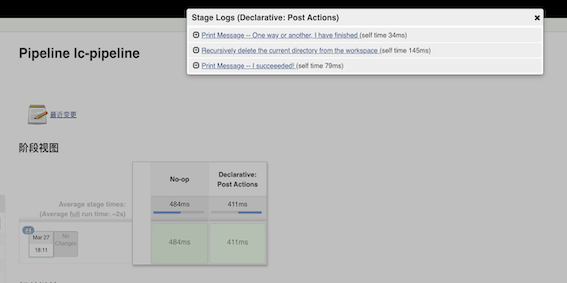 Stage Logs (Declarative: Post Actions)
Print Message -- One way or another, I have finished (self time 34ms)
Recursively delete the current directory from the workspace (self time 145ms)
Print Message -- I succeeeded! (self time 79ms)
Pipeline lc-pipeline
最近变更
阶段视图
No-op
Declarative: Post Actions
Average stage times:
484ms
411ms
(Average full run time: ~2s)
#1
Mar 27
18:11
No Changes
484ms
411ms